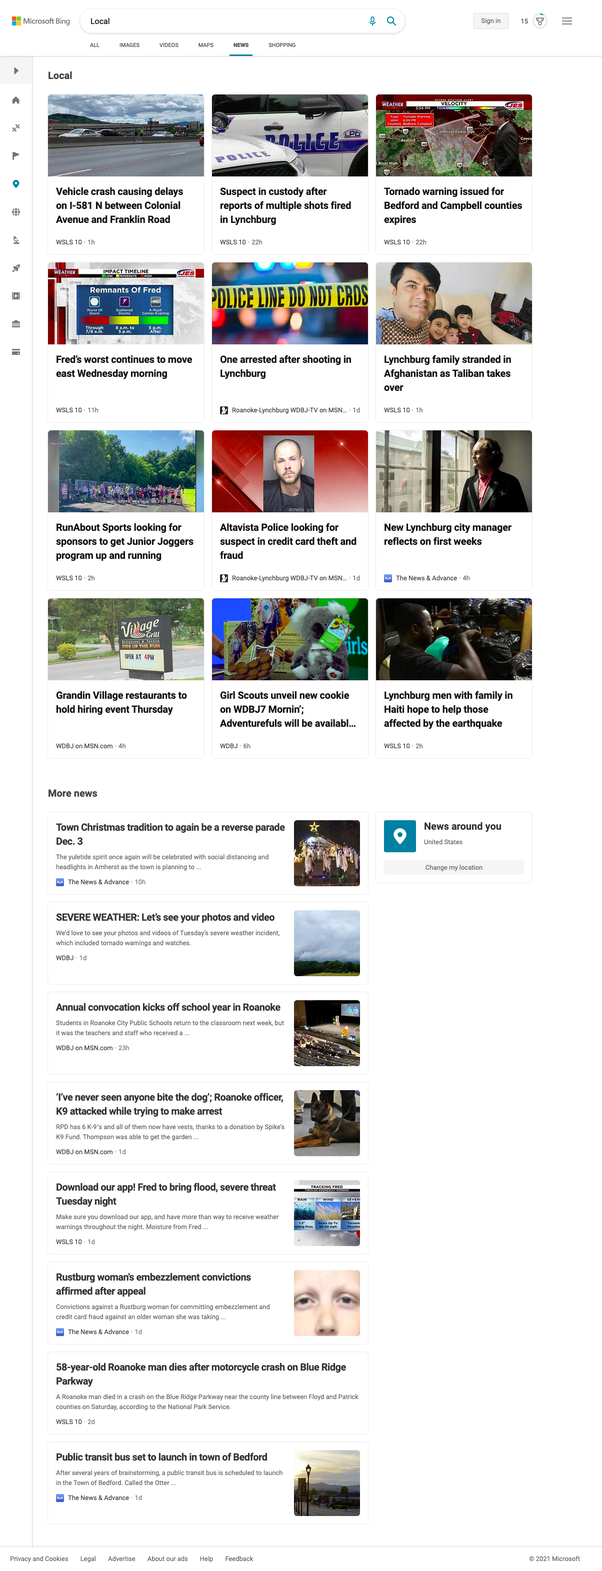 Microsoft Bing
Local
Sign in
15
ALL IMAGES VIDEOS MAPS NEWS SHOPPING
Local
Vehicle crash causing delays
on I-581 N between Colonial
Avenue and Franklin Road
WSLS 10 · 1h
POLICE
POLICE
LPD
Suspect in custody after
reports of multiple shots fired
in Lynchburg
WSLS 10 · 22h
WEATHER
VELOCITY
JES
Tornado warning issued for
Bedford and Campbell counties
expires
WSLS 10 · 22h
WEATHER
IMPACT TIMELINE
JES
Remnants Of Fred
Through
7/8 a.m.
8 a.m. to
5 p.m.
5 p.m.
After
Fred's worst continues to move
east Wednesday morning
WSLS 10 · 11h
POLICE LINE DO NOT CROS
One arrested after shooting in
Lynchburg
Roanoke-Lynchburg WDBJ-TV on MSN... · 1d
Lynchburg family stranded in
Afghanistan as Taliban takes
over
WSLS 10 · 1h
RunAbout Sports looking for
sponsors to get Junior Joggers
program up and running
WSLS 10 · 2h
Altavista Police looking for
suspect in credit card theft and
fraud
Roanoke-Lynchburg WDBJ-TV on MSN... · 1d
New Lynchburg city manager
reflects on first weeks
The News & Advance · 4h
Village
Grill
OPEN AT 4PM
Grandin Village restaurants to
hold hiring event Thursday
WDBJ on MSN.com · 4h
irls
Girl Scouts unveil new cookie
on WDBJ7 Mornin';
Adventurefuls will be availabl...
WDBJ · 6h
Lynchburg men with family in
Haiti hope to help those
affected by the earthquake
WSLS 10 · 2h
More news
Town Christmas tradition to again be a reverse parade
Dec. 3
The yuletide spirit once again will be celebrated with social distancing and
headlights in Amherst as the town is planning to ...
The News & Advance · 10h
News around you
United States
Change my location
SEVERE WEATHER: Let's see your photos and video
We'd love to see your photos and videos of Tuesday's severe weather incident,
which included tornado warnings and watches.
WDBJ · 1d
Annual convocation kicks off school year in Roanoke
Students in Roanoke City Public Schools return to the classroom next week, but
it was the teachers and staff who received a ...
WDBJ on MSN.com · 23h
'I've never seen anyone bite the dog'; Roanoke officer,
K9 attacked while trying to make arrest
RPD has 6 K-9's and all of them now have vests, thanks to a donation by Spike's
K9 Fund. Thompson was able to get the garden ...
WDBJ on MSN.com · 1d
Download our app! Fred to bring flood, severe threat
Tuesday night
Make sure you download our app, and have more than way to receive weather
warnings throughout the night. Moisture from Fred ...
WSLS 10 · 1d
TRACKING FRED
RAIN WIND SEVER
Rustburg woman's embezzlement convictions
affirmed after appeal
Convictions against a Rustburg woman for committing embezzlement and
credit card fraud against an older woman she was taking ...
The News & Advance · 1d
58-year-old Roanoke man dies after motorcycle crash on Blue Ridge
Parkway
A Roanoke man died in a crash on the Blue Ridge Parkway near the county line between Floyd and Patrick
counties on Saturday, according to the National Park Service.
WSLS 10 · 2d
Public transit bus set to launch in town of Bedford
After several years of brainstorming, a public transit bus is scheduled to launch
in the Town of Bedford. Called the Otter ...
The News & Advance · 1d
Privacy and Cookies Legal Advertise About our ads Help Feedback
© 2021 Microsoft